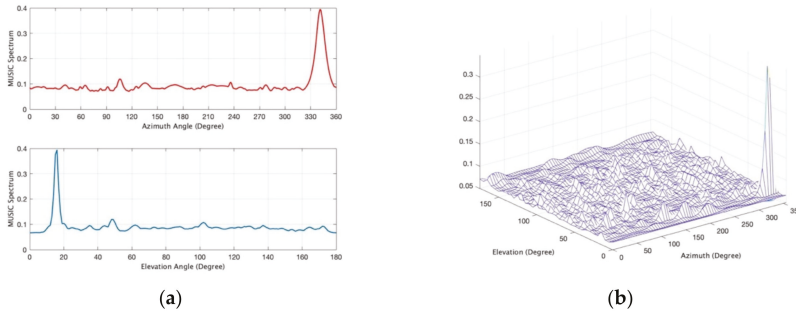 0.4
0.3
0.2
0.1
0
MUSIC Spectrum
0 30 60 90 120 150 180 210 240 270 300 330 360
Azimuth Angle (Degree)
0.4
0.3
0.2
0.1
0
MUSIC Spectrum
0 20 40 60 80 100 120 140 160 180
Elevation Angle (Degree)
(a)
0.3
0.25
0.2
0.15
0.1
0.05
150
100
50
0
Elevation (Degree)
0 50 100 150 200 250 300 35
Azimuth (Degree)
(b)